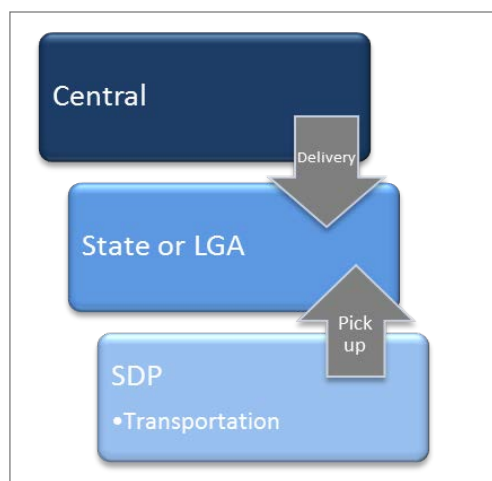 Central
Delivery
State or LGA
Pick
up
SDP
•Transportation